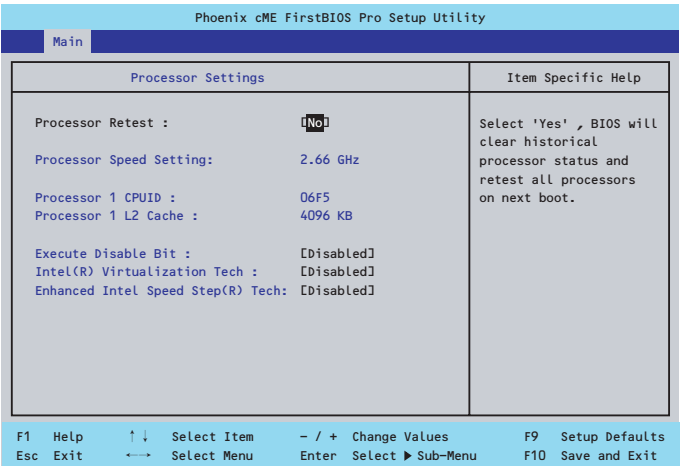 Phoenix cME FirstBIOS Pro Setup Utility
Main
Processor Settings
Item Specific Help
Processor Retest : [No]
Processor Speed Setting: 2.66 GHz
Processor 1 CPUID : 06F5
Processor 1 L2 Cache : 4096 KB
Execute Disable Bit : [Disabled]
Intel(R) Virtualization Tech : [Disabled]
Enhanced Intel Speed Step(R) Tech: [Disabled]
Select 'Yes' , BIOS will
clear historical
processor status and
retest all processors
on next boot.
F1 Help ↑↓ Select Item - / + Change Values F9 Setup Defaults
Esc Exit ←→ Select Menu Enter Select ▶ Sub-Menu F10 Save and Exit